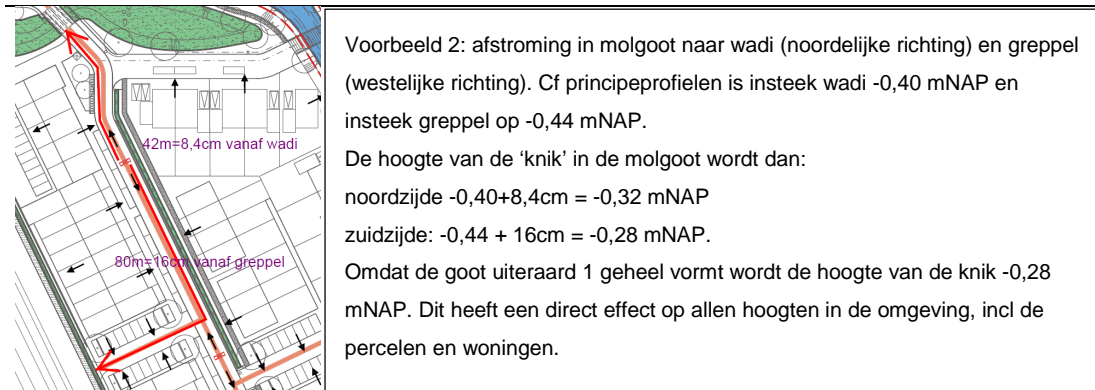 42m=8,4cm vanaf wadi
80m=16cm vanaf greppel
Voorbeeld 2: afstroming in molgoot naar wadi (noordelijke richting) en greppel
(westelijke richting). Cf principeprofielen is insteek wadi -0,40 mNAP en
insteek greppel op -0,44 mNAP.
De hoogte van de ‘knik’ in de molgoot wordt dan:
noordzijde -0,40+8,4cm = -0,32 mNAP
zuidzijde: -0,44 + 16cm = -0,28 mNAP.
Omdat de goot uiteraard 1 geheel vormt wordt de hoogte van de knik -0,28
mNAP. Dit heeft een direct effect op allen hoogten in de omgeving, incl de
percelen en woningen.